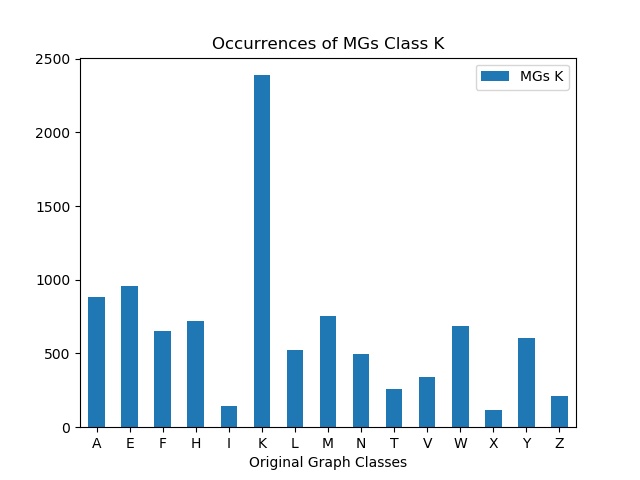 Occurrences of MGs Class K
MGs K
2500
2000
1500
1000
500
0
A E F H I K L M N T V W X Y Z
Original Graph Classes